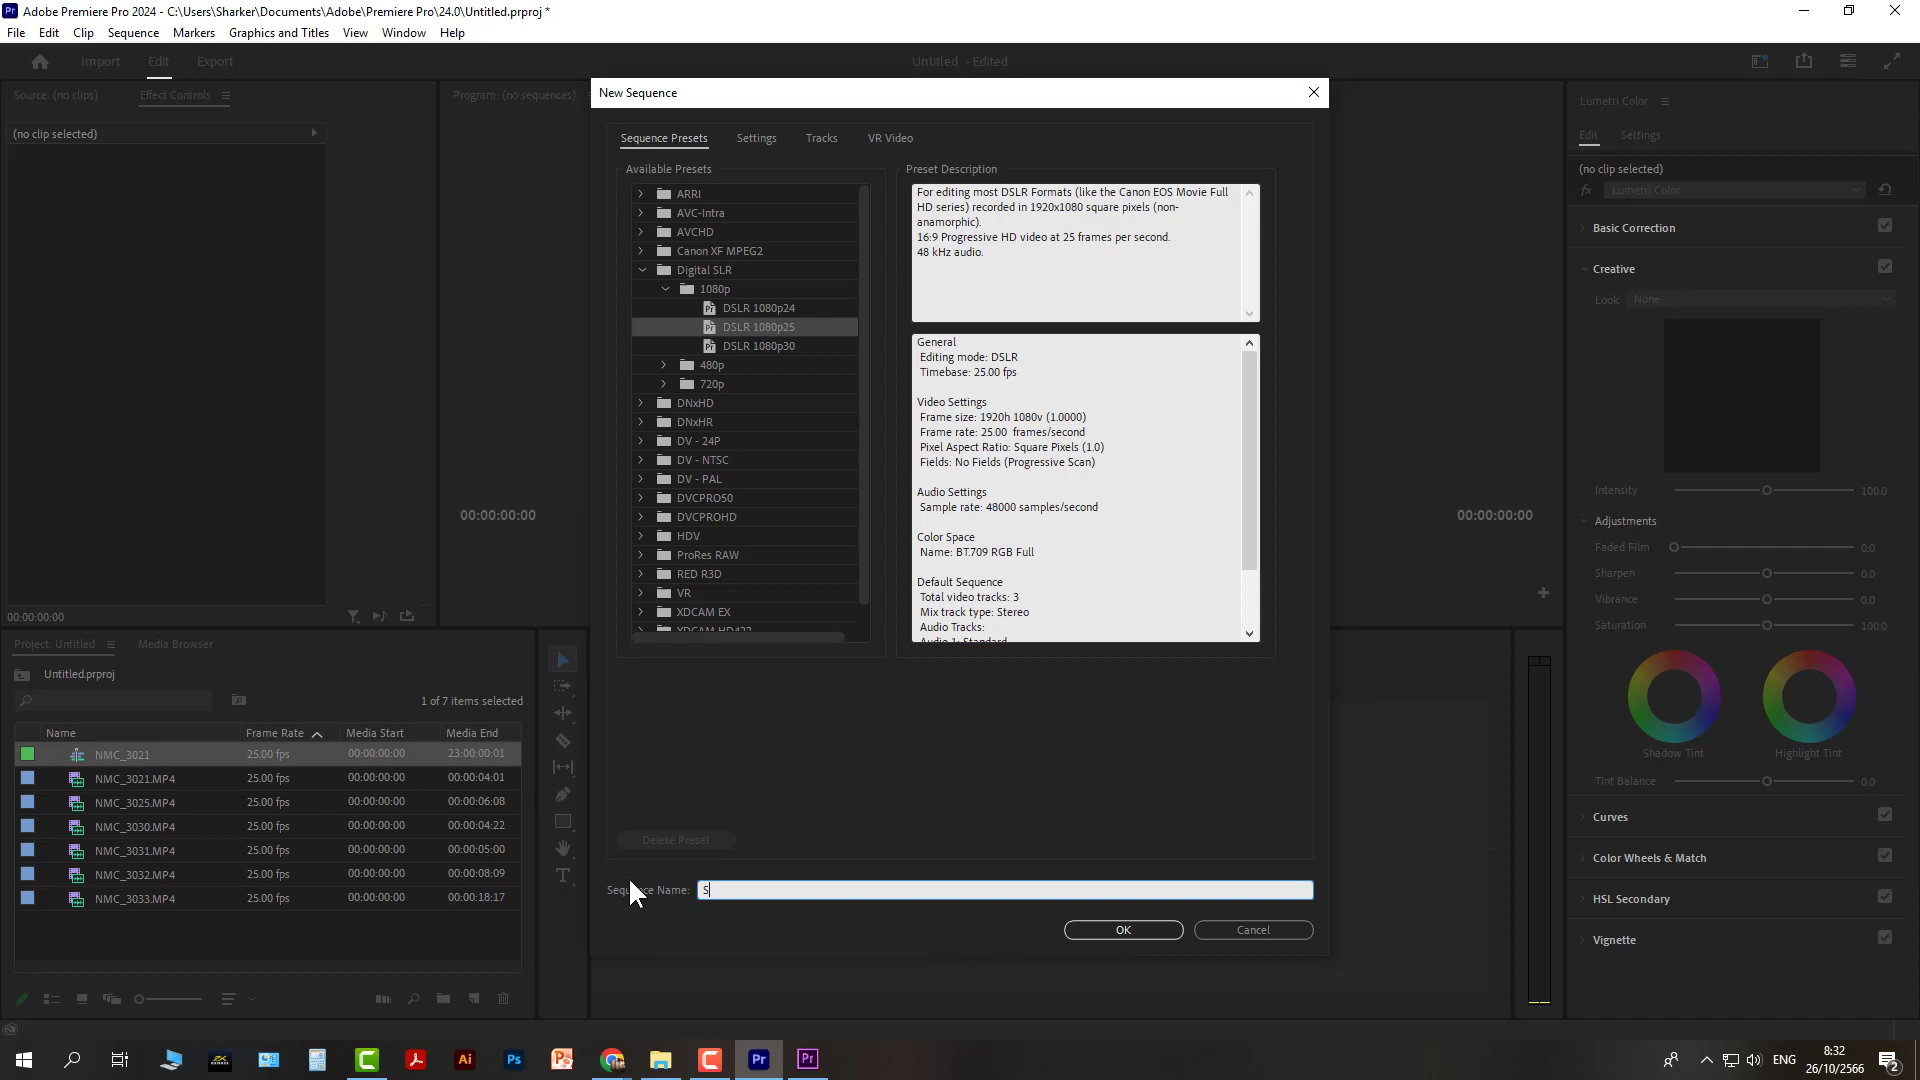 Adobe Premiere Pro 2024 - C:\Users\Sharker\Documents\Adobe\Premiere Pro\24.0\Untitled.prproj *
File Edit Clip Sequence Markers Graphics and Titles View Window Help
Import Edit Export
Untitled - Edited
Source: (no clips)
Effect Controls
(no clip selected)
00:00:00:00
Program: (no sequences)
00:00:00:00
00:00:00:00
New Sequence
Sequence Presets Settings Tracks VR Video
Available Presets
ARRI
AVC-Intra
AVCHD
Canon XF MPEG2
Digital SLR
1080p
DSLR 1080p24
DSLR 1080p25
DSLR 1080p30
480p
720p
DNxHD
DNxHR
DV - 24P
DV - NTSC
DV - PAL
DVCPRO50
DVCPROHD
HDV
ProRes RAW
RED R3D
VR
XDCAM EX
XDCAM HD422
Preset Description
For editing most DSLR Formats (like the Canon EOS Movie Full
HD series) recorded in 1920x1080 square pixels (non-
anamorphic).
16:9 Progressive HD video at 25 frames per second.
48 kHz audio.
General
Editing mode: DSLR
Timebase: 25.00 fps
Video Settings
Frame size: 1920h 1080v (1.0000)
Frame rate: 25.00 frames/second
Pixel Aspect Ratio: Square Pixels (1.0)
Fields: No Fields (Progressive Scan)
Audio Settings
Sample rate: 48000 samples/second
Color Space
Name: BT.709 RGB Full
Default Sequence
Total video tracks: 3
Mix track type: Stereo
Audio Tracks:
Audio 1: Standard
Delete Preset
Sequence Name: S
OK Cancel
Lumetri Color
Edit Settings
(no clip selected)
fx Lumetri Color
Basic Correction
Creative
Look None
Intensity 100.0
Adjustments
Faded Film 0.0
Sharpen 0.0
Vibrance 0.0
Saturation 100.0
Shadow Tint Highlight Tint
Tint Balance 0.0
Curves
Color Wheels & Match
HSL Secondary
Vignette
Project: Untitled Media Browser
Untitled.prproj
1 of 7 items selected
Name Frame Rate Media Start Media End
NMC_3021 25.00 fps 00:00:00:00 23:00:00:01
NMC_3021.MP4 25.00 fps 00:00:00:00 00:00:04:01
NMC_3025.MP4 25.00 fps 00:00:00:00 00:00:06:08
NMC_3030.MP4 25.00 fps 00:00:00:00 00:00:04:22
NMC_3031.MP4 25.00 fps 00:00:00:00 00:00:05:00
NMC_3032.MP4 25.00 fps 00:00:00:00 00:00:08:09
NMC_3033.MP4 25.00 fps 00:00:00:00 00:00:18:17
ENG
8:32
26/10/2566
2